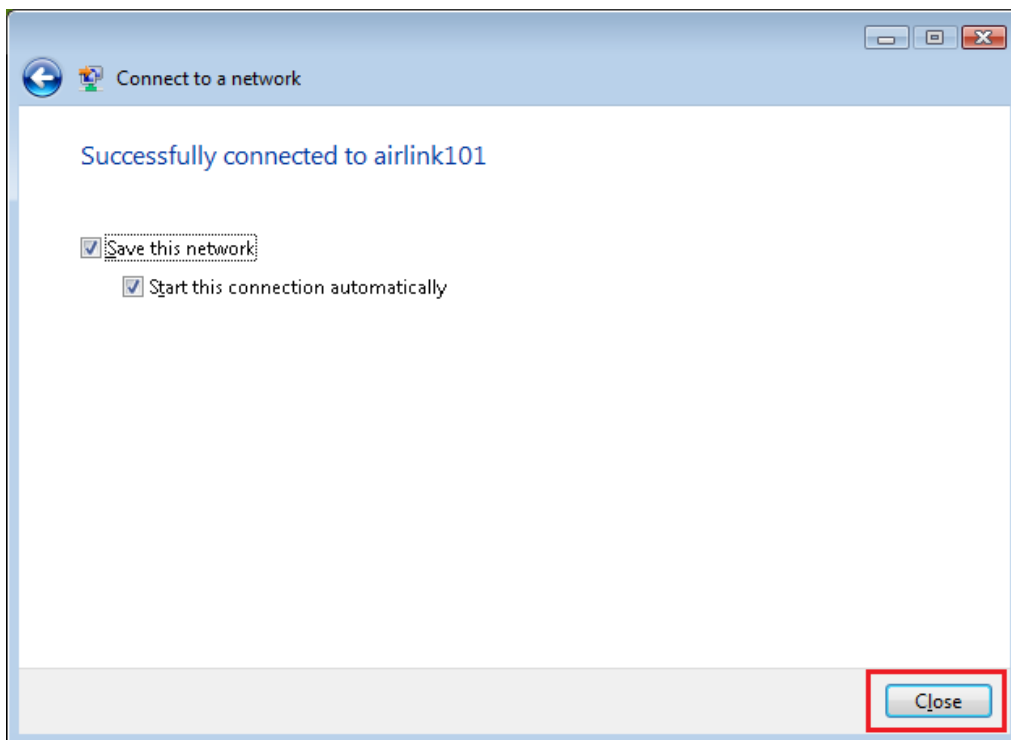 Connect to a network
Successfully connected to airlink101
Save this network
Start this connection automatically
Close